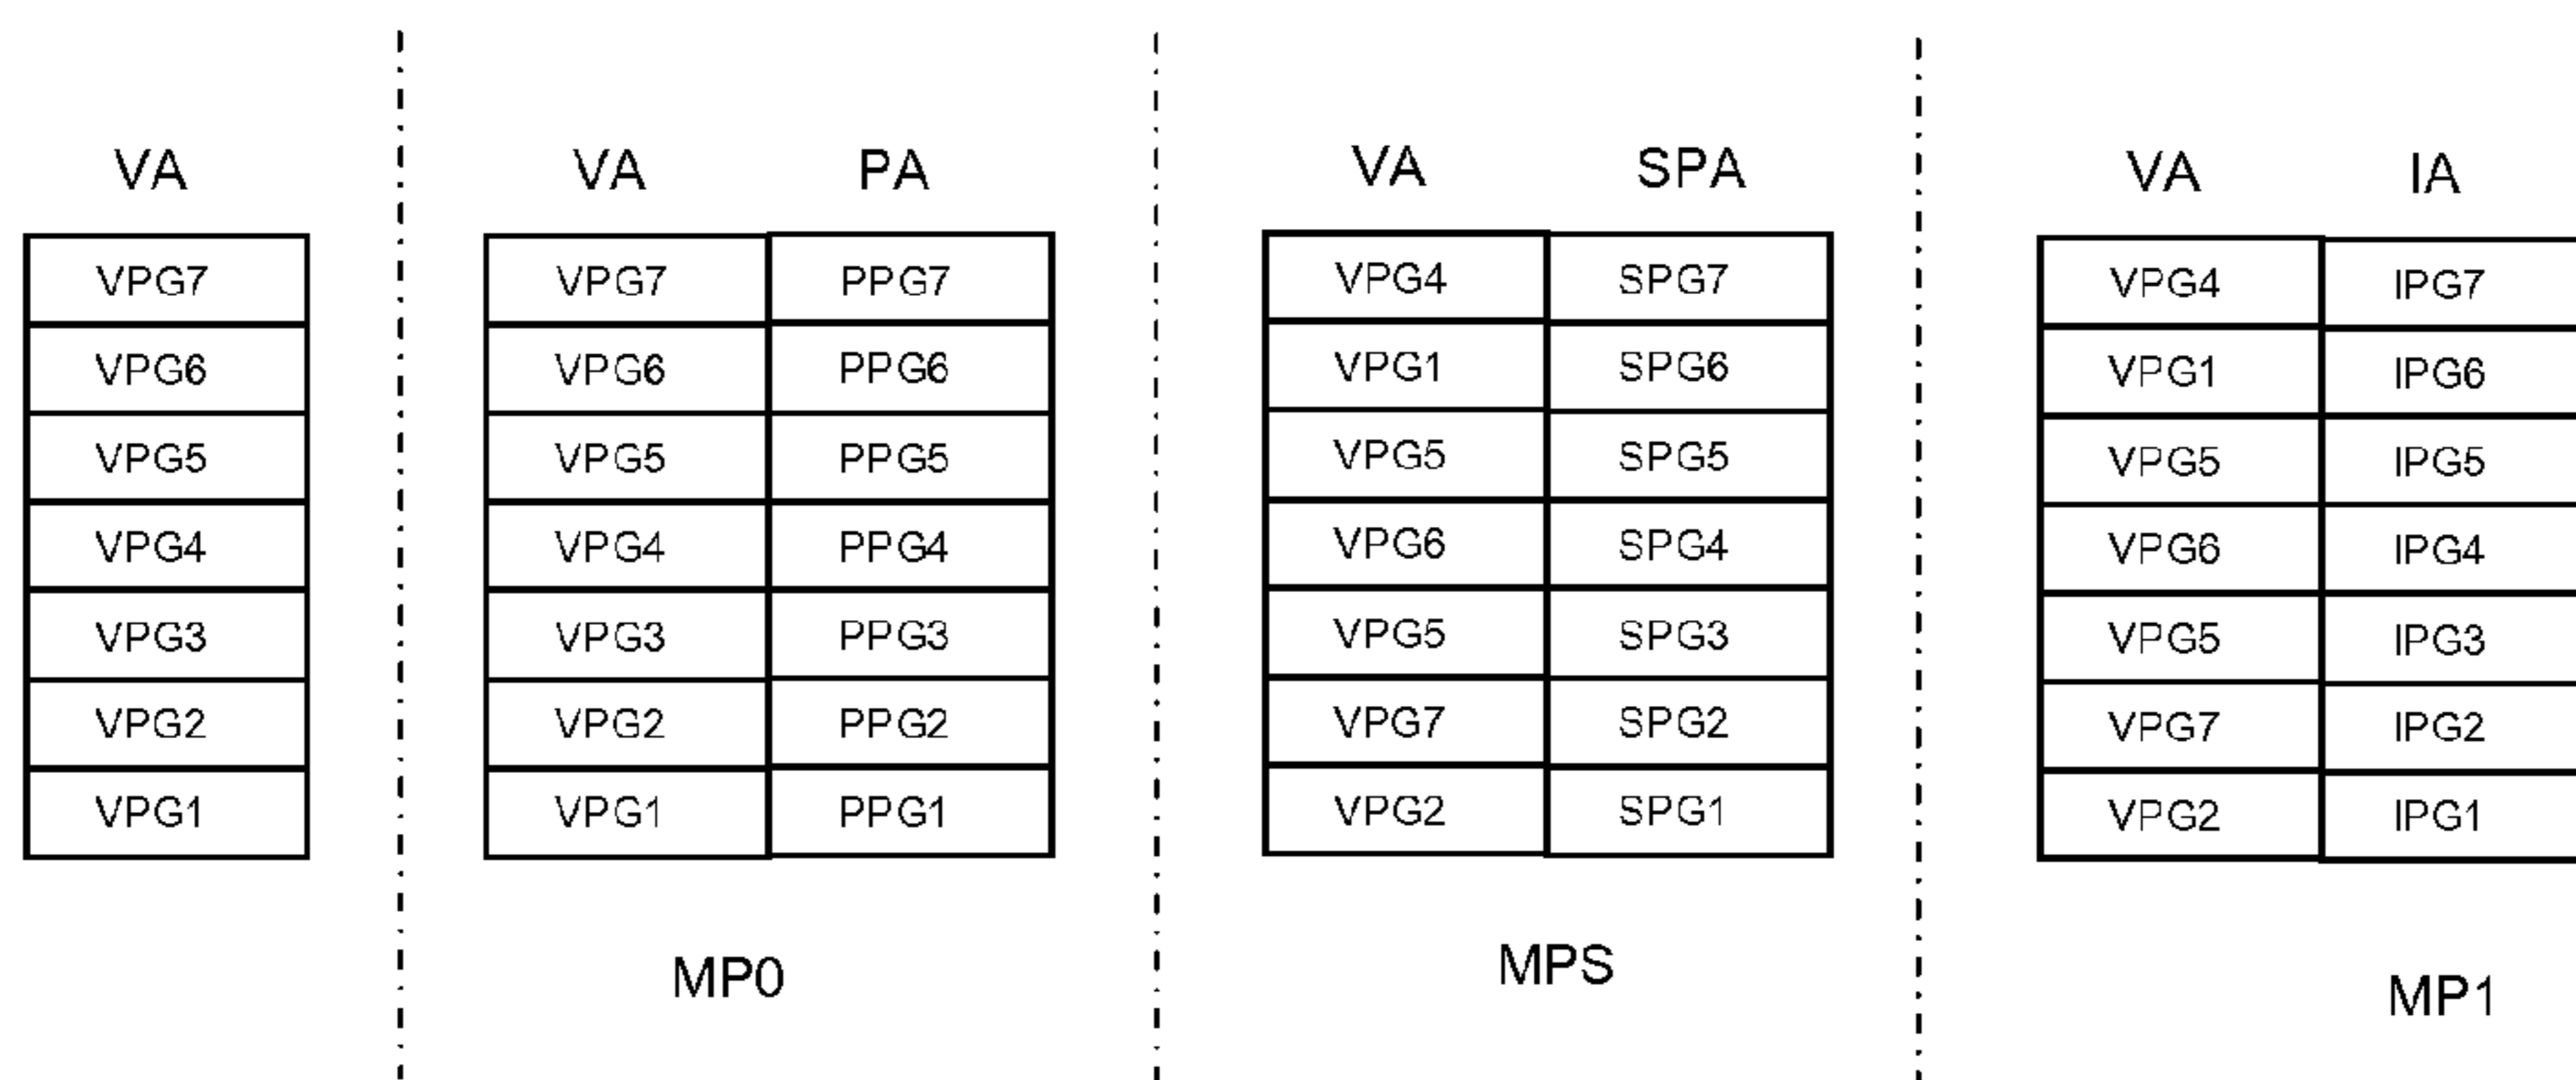 VA VA PA VA SPA VA IA
VPG7 VPG7 PPG7 VPG4 SPG7 VPG4 IPG7
VPG6 VPG6 PPG6 VPG1 SPG6 VPG1 IPG6
VPG5 VPG5 PPG5 VPG5 SPG5 VPG5 IPG5
VPG4 VPG4 PPG4 VPG6 SPG4 VPG6 IPG4
VPG3 VPG3 PPG3 VPG5 SPG3 VPG5 IPG3
VPG2 VPG2 PPG2 VPG7 SPG2 VPG7 IPG2
VPG1 VPG1 PPG1 VPG2 SPG1 VPG2 IPG1
MP0 MPS MP1